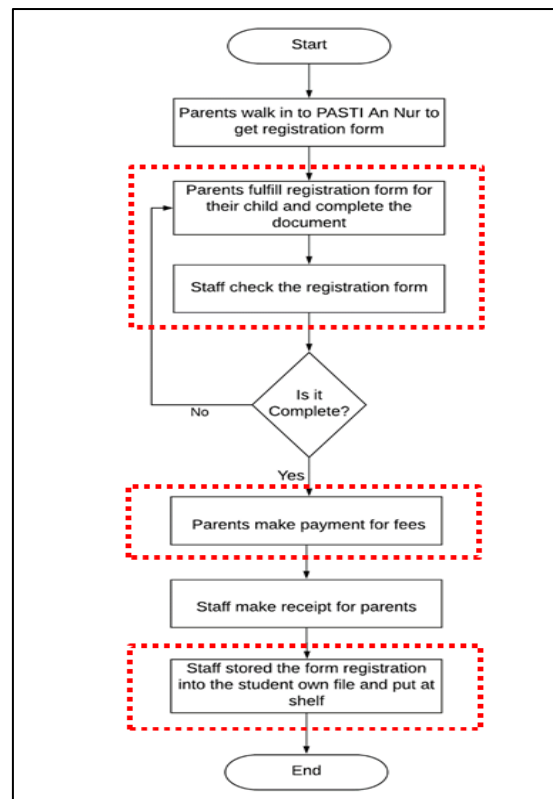 Start
Parents walk in to PASTI An Nur to
get registration form
Parents fulfill registration form for
their child and complete the
document
Staff check the registration form
Is it
Complete?
No
Yes
Parents make payment for fees
Staff make receipt for parents
Staff stored the form registration
into the student own file and put at
shelf
End